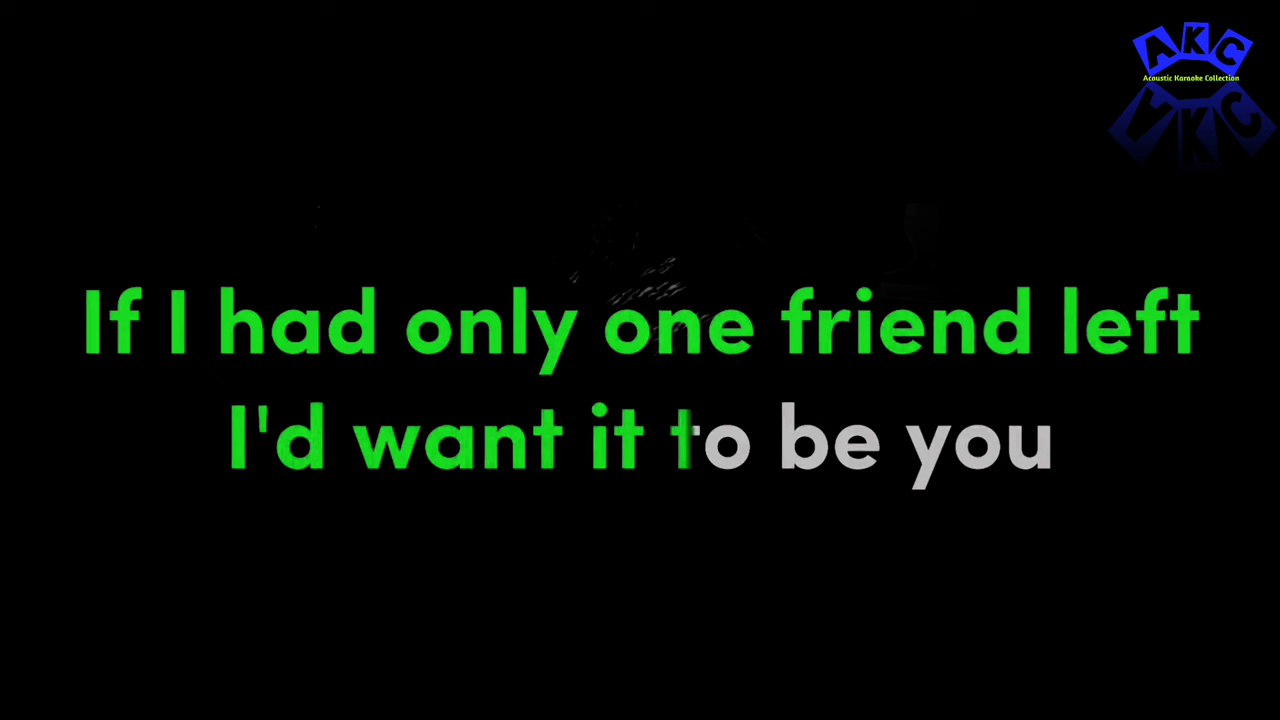 AKC
Acoustic Karaoke Collection
If I had only one friend left
I'd want it to be you